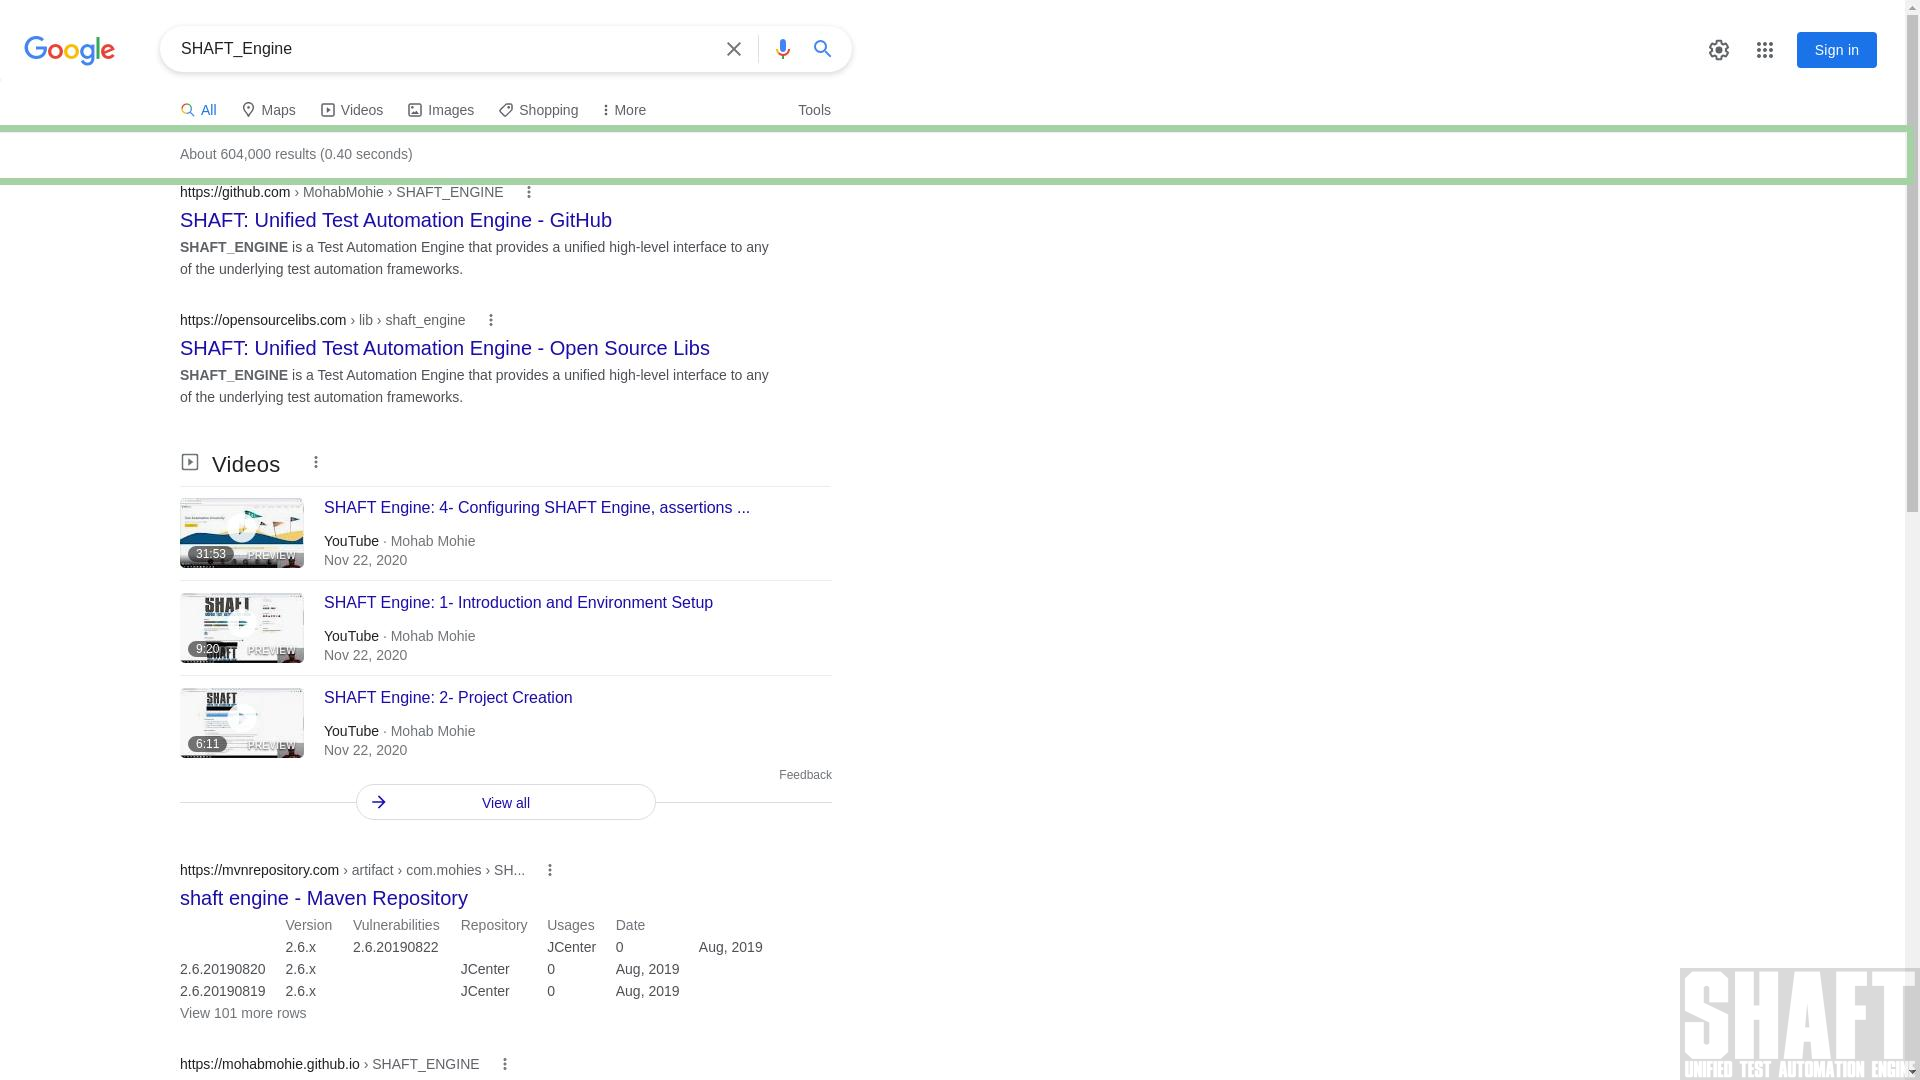 Google
SHAFT_Engine
Sign in
All
Maps
Videos
Images
Shopping
More
Tools
About 604,000 results (0.40 seconds)
https://github.com › MohabMohie › SHAFT_ENGINE
SHAFT: Unified Test Automation Engine - GitHub
SHAFT_ENGINE is a Test Automation Engine that provides a unified high-level interface to any
of the underlying test automation frameworks.
https://opensourcelibs.com › lib › shaft_engine
SHAFT: Unified Test Automation Engine - Open Source Libs
SHAFT_ENGINE is a Test Automation Engine that provides a unified high-level interface to any
of the underlying test automation frameworks.
Videos
SHAFT Engine: 4- Configuring SHAFT Engine, assertions ...
31:53 PREVIEW
YouTube · Mohab Mohie
Nov 22, 2020
SHAFT Engine: 1- Introduction and Environment Setup
SHAFT
9:20 PREVIEW
YouTube · Mohab Mohie
Nov 22, 2020
SHAFT Engine: 2- Project Creation
SHAFT
6:11 PREVIEW
YouTube · Mohab Mohie
Nov 22, 2020
Feedback
View all
https://mvnrepository.com › artifact › com.mohies › SH...
shaft engine - Maven Repository
Version Vulnerabilities Repository Usages Date
2.6.x 2.6.20190822 JCenter 0 Aug, 2019
2.6.20190820 2.6.x JCenter 0 Aug, 2019
2.6.20190819 2.6.x JCenter 0 Aug, 2019
View 101 more rows
https://mohabmohie.github.io › SHAFT_ENGINE
SHAFT
UNIFIED TEST AUTOMATION ENGINE